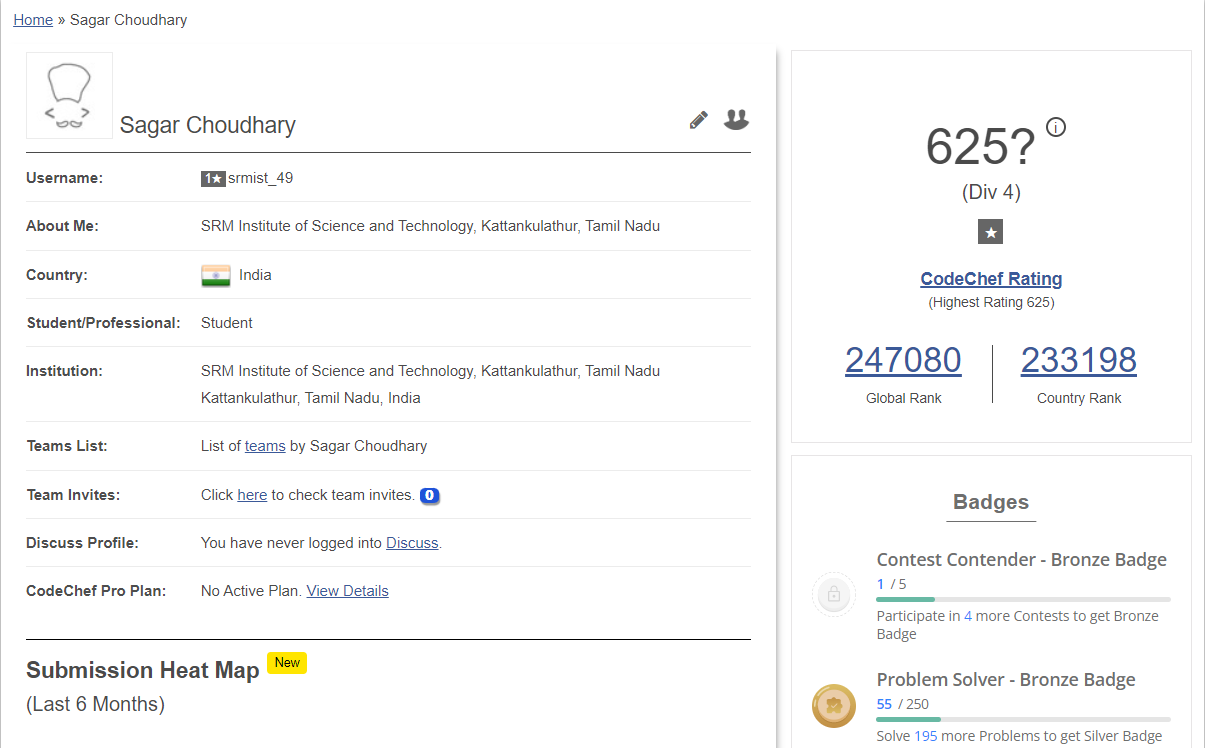 Home » Sagar Choudhary
Sagar Choudhary
Username: 1★ srmist_49
About Me: SRM Institute of Science and Technology, Kattankulathur, Tamil Nadu
Country: India
Student/Professional: Student
Institution: SRM Institute of Science and Technology, Kattankulathur, Tamil Nadu
Kattankulathur, Tamil Nadu, India
Teams List: List of teams by Sagar Choudhary
Team Invites: Click here to check team invites. 0
Discuss Profile: You have never logged into Discuss.
CodeChef Pro Plan: No Active Plan. View Details
Submission Heat Map New
(Last 6 Months)
625? i
(Div 4)
★
CodeChef Rating
(Highest Rating 625)
247080 233198
Global Rank Country Rank
Badges
Contest Contender - Bronze Badge
1 / 5
Participate in 4 more Contests to get Bronze
Badge
Problem Solver - Bronze Badge
55 / 250
Solve 195 more Problems to get Silver Badge